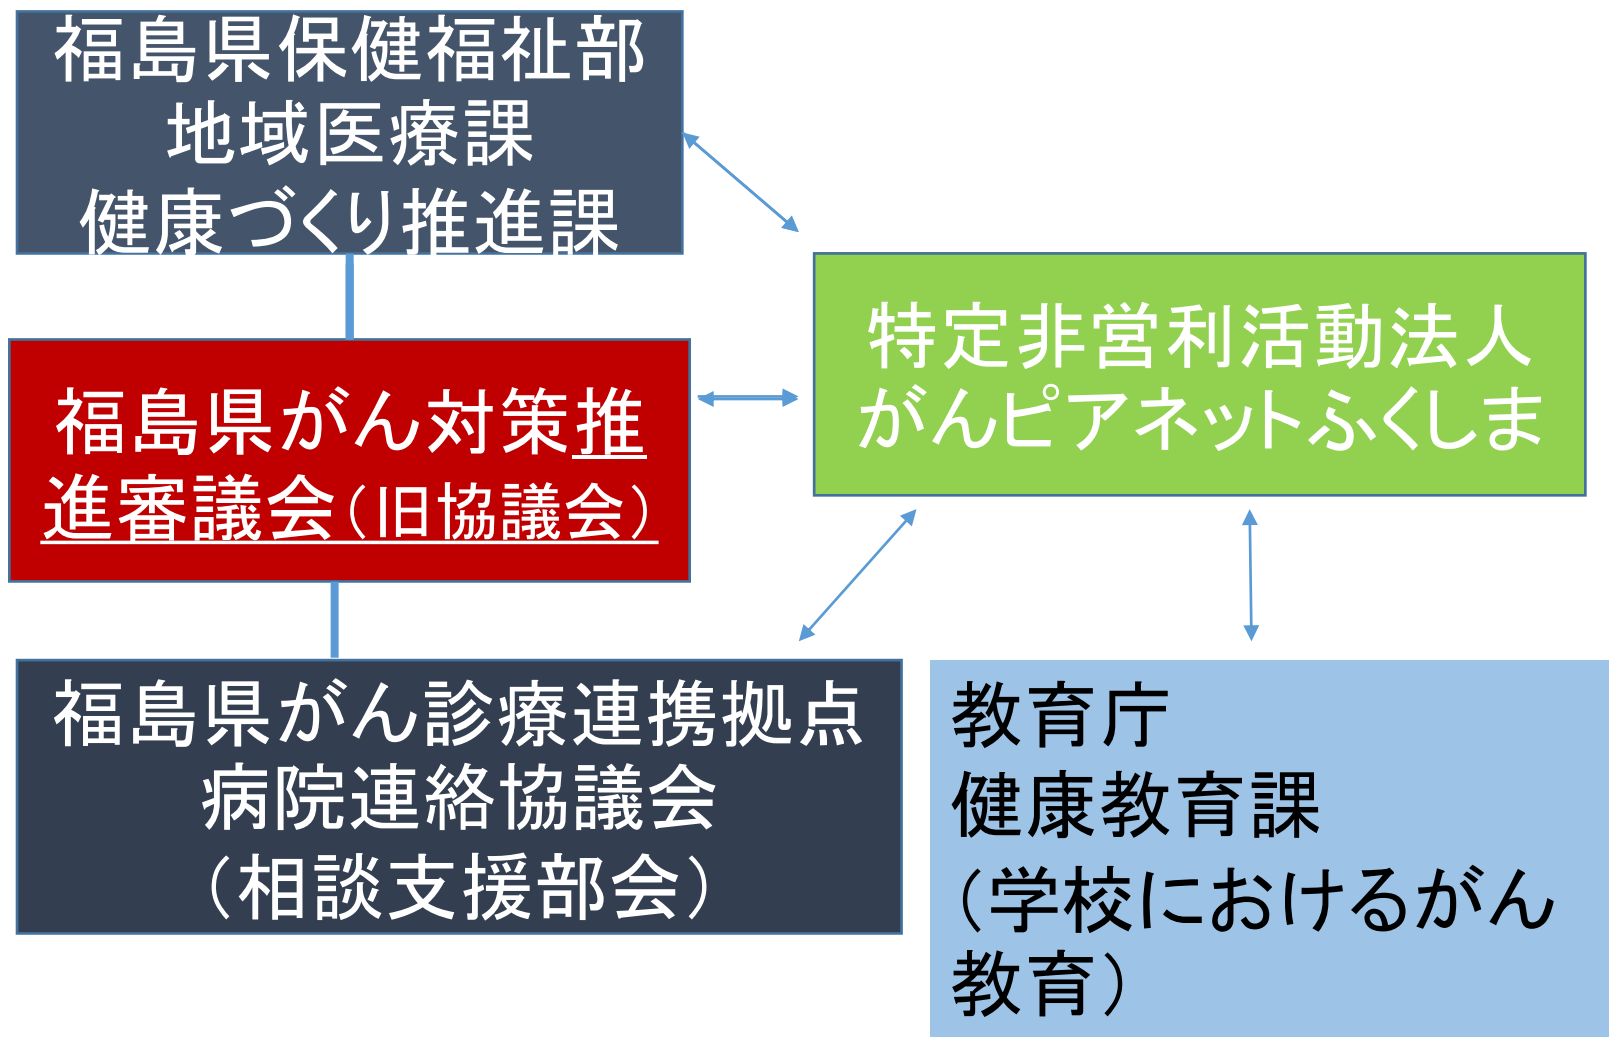 福島県保健福祉部
地域医療課
健康づくり推進課
特定非営利活動法人
がんピアネットふくしま
福島県がん対策推
進審議会（旧協議会）
福島県がん診療連携拠点
病院連絡協議会
（相談支援部会）
教育庁
健康教育課
（学校におけるがん
教育）